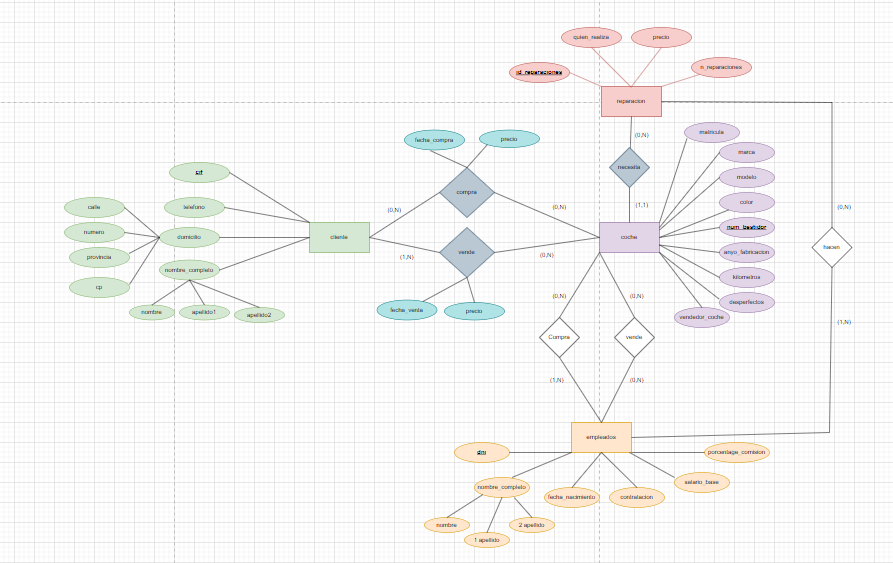 quien_realiza
precio
id_reparaciones
n_reparaciones
reparacion
(0,N)
necesita
(1,1)
matricula
marca
modelo
color
num_bastidor
anyo_fabricacion
kilometros
desperfectos
vendedor_coche
coche
fecha_compra
precio
compra
(0,N)
(0,N)
vende
(1,N)
(0,N)
fecha_venta
precio
cif
telefono
domicilio
nombre_completo
calle
numero
provincia
cp
nombre
apellido1
apellido2
cliente
(0,N)
hacen
(1,N)
(0,N)
(0,N)
Compra
vende
(1,N)
(0,N)
empleados
dni
nombre_completo
nombre
1 apellido
2 apellido
fecha_nacimiento
contratacion
salario_base
porcentage_comision